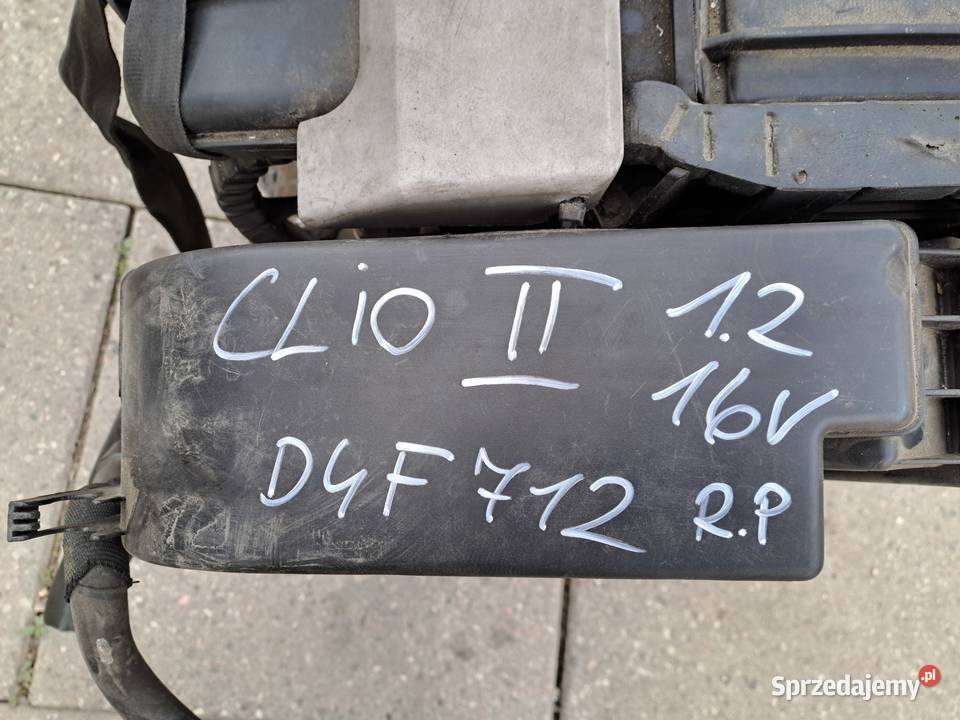 CLiO II 1.2
16V
D4F 712 R.P
Sprzedajemy.pl